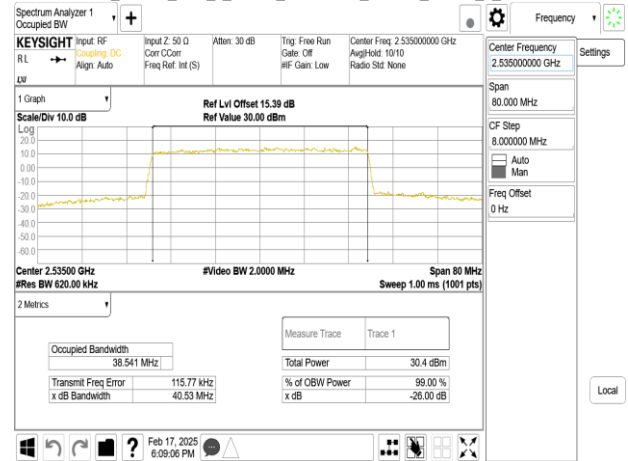 Spectrum Analyzer 1
Occupied BW
Frequency
KEYSIGHT
Input: RF
Coupling: DC
Align: Auto
Input Z: 50 Ω
Corr CCorr
Freq Ref: Int (S)
Atten: 30 dB
Trig: Free Run
Gate: Off
#IF Gain: Low
Center Freq: 2.535000000 GHz
Avg|Hold: 10/10
Radio Std: None
RL
LXI
Center Frequency
2.535000000 GHz
Settings
Span
80.000 MHz
CF Step
8.000000 MHz
Auto
Man
Freq Offset
0 Hz
1 Graph
Scale/Div 10.0 dB
Ref Lvl Offset 15.39 dB
Ref Value 30.00 dBm
Log
20.0
10.0
0.00
-10.0
-20.0
-30.0
-40.0
-50.0
-60.0
Center 2.53500 GHz
#Res BW 620.00 kHz
#Video BW 2.0000 MHz
Span 80 MHz
Sweep 1.00 ms (1001 pts)
2 Metrics
Measure Trace Trace 1
Occupied Bandwidth
38.541 MHz
Total Power 30.4 dBm
Transmit Freq Error 115.77 kHz
% of OBW Power 99.00 %
x dB Bandwidth 40.53 MHz
x dB -26.00 dB
Local
Feb 17, 2025
6:09:06 PM